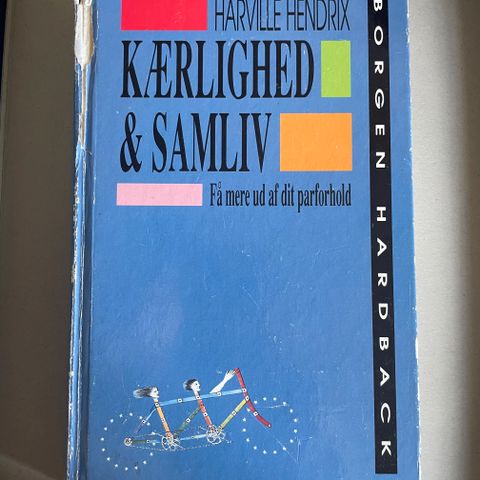 HARVILLE HENDRIX
KÆRLIGHED
& SAMLIV
Få mere ud af dit parforhold
BORGEN HARDBACK